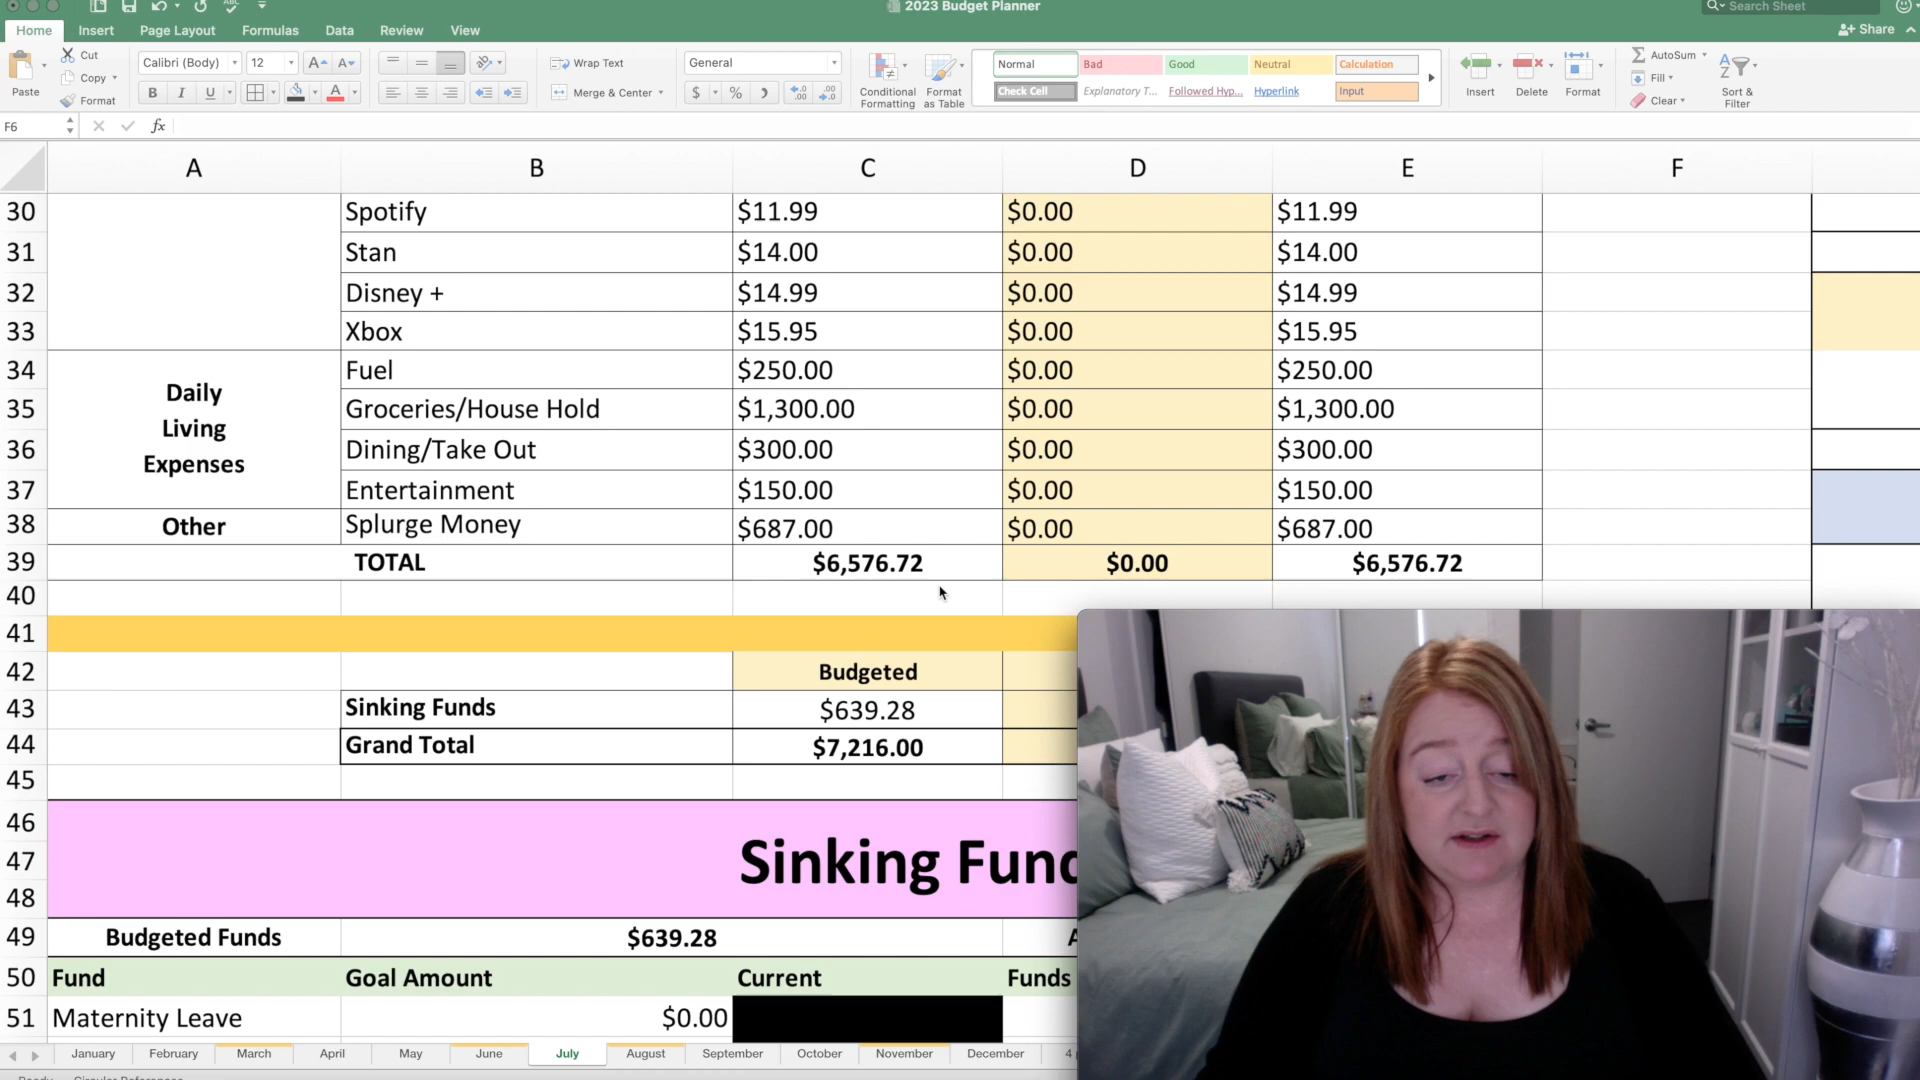 2023 Budget Planner
Search Sheet
Home Insert Page Layout Formulas Data Review View
Share
Paste
Cut
Copy
Format
Calibri (Body) 12
B I U
Wrap Text
Merge & Center
General
$ % )
Conditional Formatting
Format as Table
Normal Bad Good Neutral Calculation
Check Cell Explanatory T... Followed Hyp... Hyperlink Input
Insert Delete Format
AutoSum
Fill
Clear
Sort & Filter
F6
fx
A B C D E F
30 Spotify $11.99 $0.00 $11.99
31 Stan $14.00 $0.00 $14.00
32 Disney + $14.99 $0.00 $14.99
33 Xbox $15.95 $0.00 $15.95
34 Fuel $250.00 $0.00 $250.00
Daily
Living
Expenses
35 Groceries/House Hold $1,300.00 $0.00 $1,300.00
36 Dining/Take Out $300.00 $0.00 $300.00
37 Entertainment $150.00 $0.00 $150.00
38 Other Splurge Money $687.00 $0.00 $687.00
39 TOTAL $6,576.72 $0.00 $6,576.72
40
41
42 Budgeted
43 Sinking Funds $639.28
44 Grand Total $7,216.00
45
46
47 Sinking Fund
48
49 Budgeted Funds $639.28 A
50 Fund Goal Amount Current Funds
51 Maternity Leave $0.00
January February March April May June July August September October November December 4